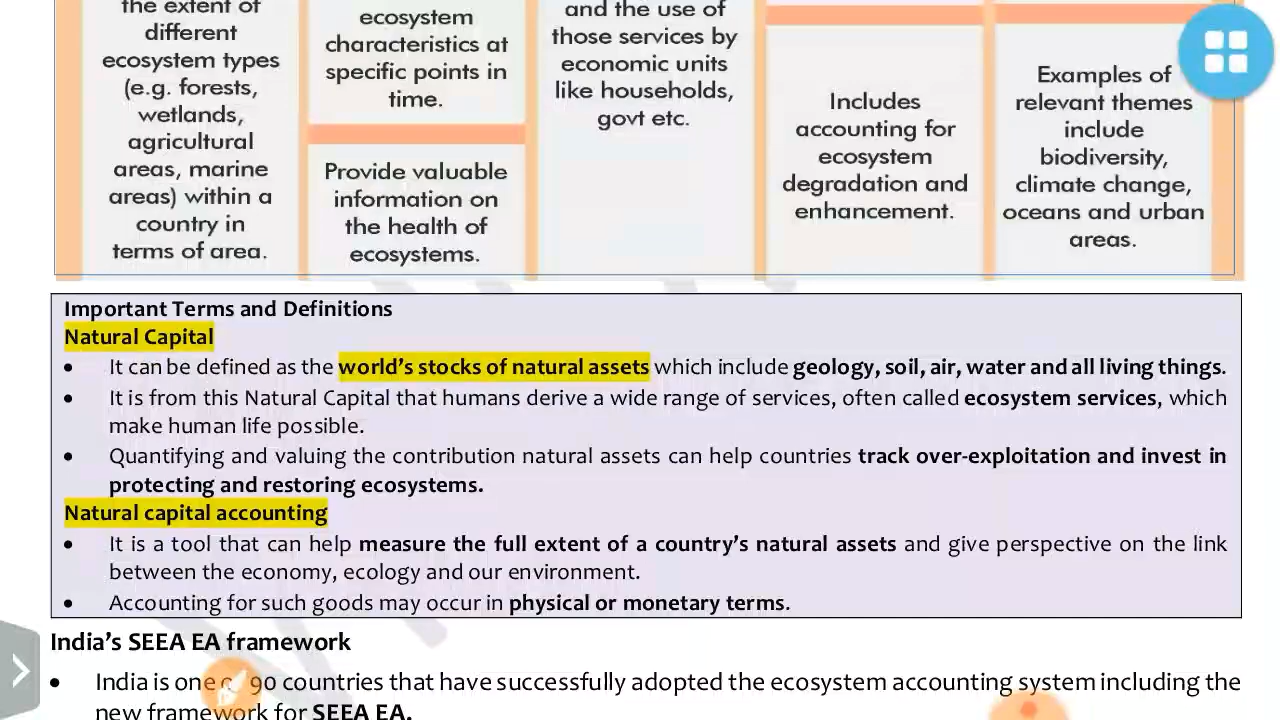 the extent of
different
ecosystem types
(e.g. forests,
wetlands,
agricultural
areas, marine
areas) within a
country in
terms of area.
ecosystem
characteristics at
specific points in
time.
Provide valuable
information on
the health of
ecosystems.
and the use of
those services by
economic units
like households,
govt etc.
Includes
accounting for
ecosystem
degradation and
enhancement.
Examples of
relevant themes
include
biodiversity,
climate change,
oceans and urban
areas.
Important Terms and Definitions
Natural Capital
• It can be defined as the world’s stocks of natural assets which include geology, soil, air, water and all living things.
• It is from this Natural Capital that humans derive a wide range of services, often called ecosystem services, which
make human life possible.
• Quantifying and valuing the contribution natural assets can help countries track over-exploitation and invest in
protecting and restoring ecosystems.
Natural capital accounting
• It is a tool that can help measure the full extent of a country’s natural assets and give perspective on the link
between the economy, ecology and our environment.
• Accounting for such goods may occur in physical or monetary terms.
India’s SEEA EA framework
• India is one 90 countries that have successfully adopted the ecosystem accounting system including the
new framework for SEEA EA.